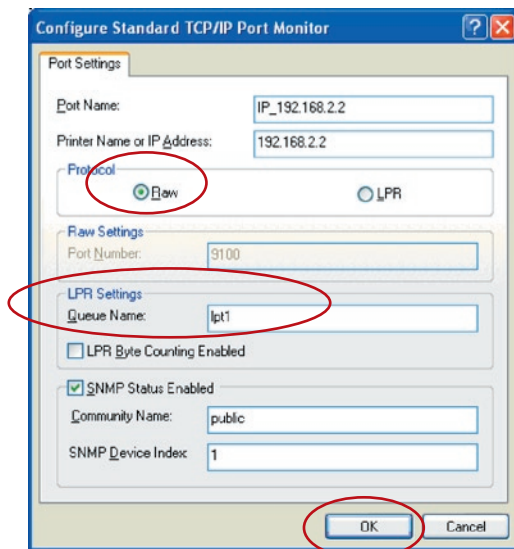 Configure Standard TCP/IP Port Monitor
Port Settings
Port Name: IP_192.168.2.2
Printer Name or IP Address: 192.168.2.2
Protocol
Raw LPR
Raw Settings
Port Number: 9100
LPR Settings
Queue Name: lpt1
LPR Byte Counting Enabled
SNMP Status Enabled
Community Name: public
SNMP Device Index: 1
OK Cancel